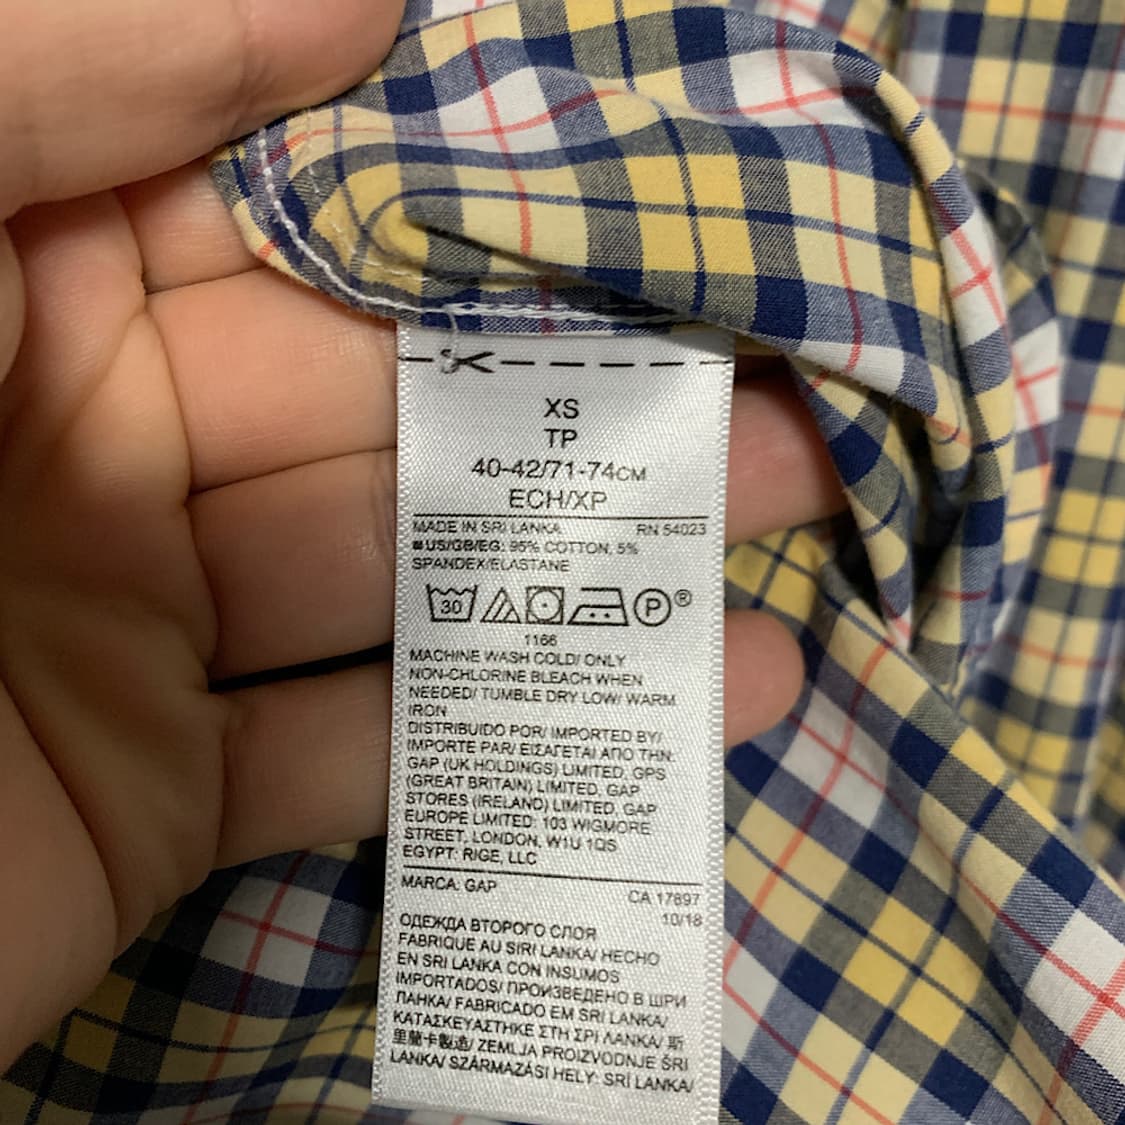 XS
TP
40-42/71-74CM
ECH/XP
MADE IN SRI LANKA RN 54023
US/GB/EG: 95% COTTON, 5%
SPANDEX/ELASTANE
30 P ®
1166
MACHINE WASH COLD/ ONLY
NON-CHLORINE BLEACH WHEN
NEEDED/ TUMBLE DRY LOW/ WARM
IRON
DISTRIBUIDO POR/ IMPORTED BY/
IMPORTE PAR/ ΕΙΣΑΓΕΤΑΙ ΑΠΟ ΤΗΝ:
GAP (UK HOLDINGS) LIMITED, GPS
(GREAT BRITAIN) LIMITED, GAP
STORES (IRELAND) LIMITED, GAP
EUROPE LIMITED: 103 WIGMORE
STREET, LONDON, W1U 1QS
EGYPT: RIGE, LLC
MARCA: GAP CA 17897
10/18
ОДЕЖДА ВТОРОГО СЛОЯ
FABRIQUE AU SRI LANKA/ HECHO
EN SRI LANKA CON INSUMOS
IMPORTADOS/ ПРОИЗВЕДЕНО В ШРИ
ЛАНКА/ FABRICADO EM SRI LANKA/
ΚΑΤΑΣΚΕΥΑΣΤΗΚΕ ΣΤΗ ΣΡΙ ΛΑΝΚΑ/ 斯
里蘭卡製造/ ZEMLJA PROIZVODNJE ŠRI
LANKA/ SZÁRMAZÁSI HELY: SRÍ LANKA/